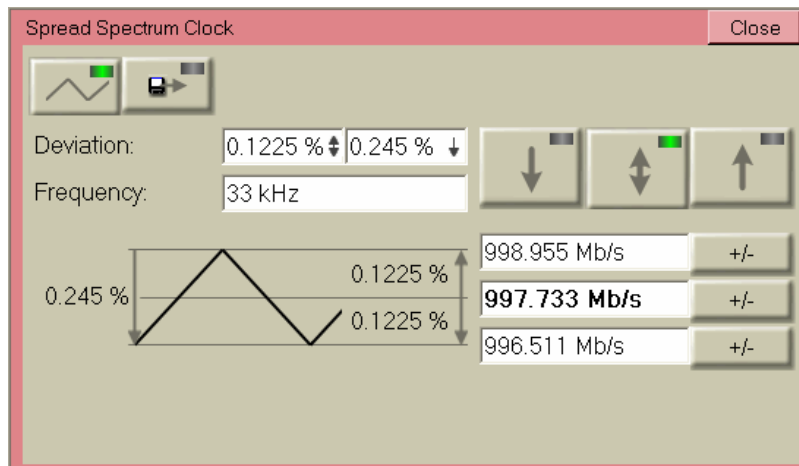 Spread Spectrum Clock Close
Deviation: 0.1225 % 0.245 %
Frequency: 33 kHz
998.955 Mb/s +/-
0.1225 %
0.245 % 997.733 Mb/s +/-
0.1225 %
996.511 Mb/s +/-